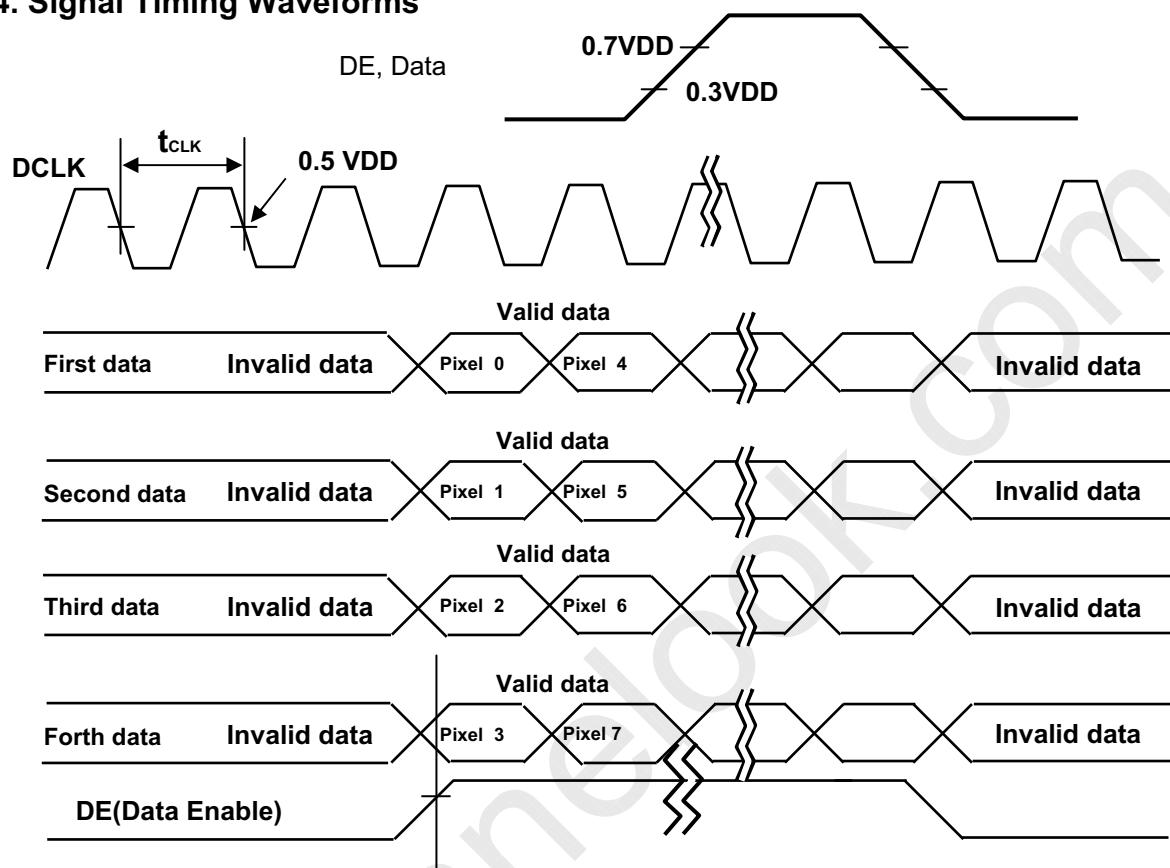 4. Signal Timing Waveforms
0.7VDD
DE, Data
0.3VDD
tCLK
DCLK
0.5 VDD
Valid data
First data Invalid data Pixel 0 Pixel 4 Invalid data
Valid data
Second data Invalid data Pixel 1 Pixel 5 Invalid data
Valid data
Third data Invalid data Pixel 2 Pixel 6 Invalid data
Valid data
Forth data Invalid data Pixel 3 Pixel 7 Invalid data
DE(Data Enable)
nelook.com